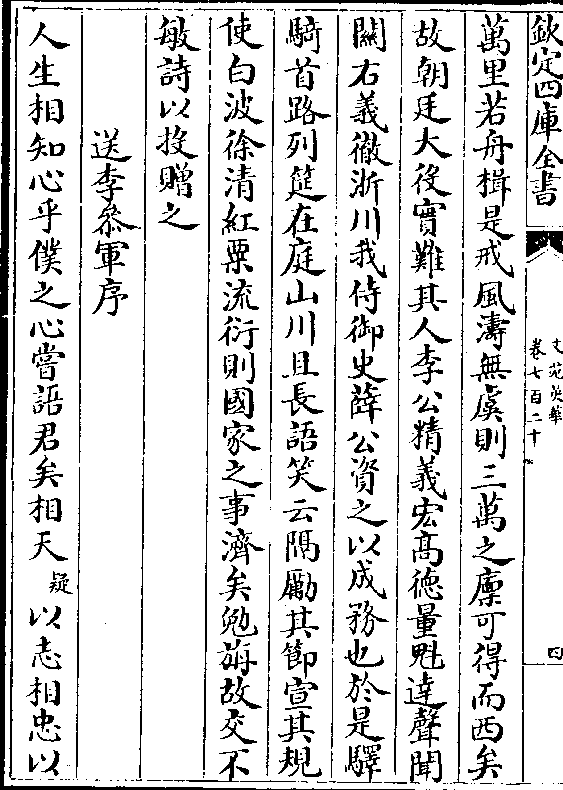 欽定四庫全書
文苑英華
卷七百二十
四
萬里若舟楫是戒風濤無虞則三萬之廩可得而西矣
故朝廷大役實難其人李公精義宏髙徳量魁達聲聞
關右義徹浙川我侍御史薛公資之以成務也於是驛
騎首路列筵在庭山川且長語笑云隅勵其節宣其規
使白波徐清紅粟流衍則國家之事濟矣勉旃故交不
敏詩以投贈之
送李叅軍序
人生相知心乎僕之心嘗語君矣相天疑以志相忠以